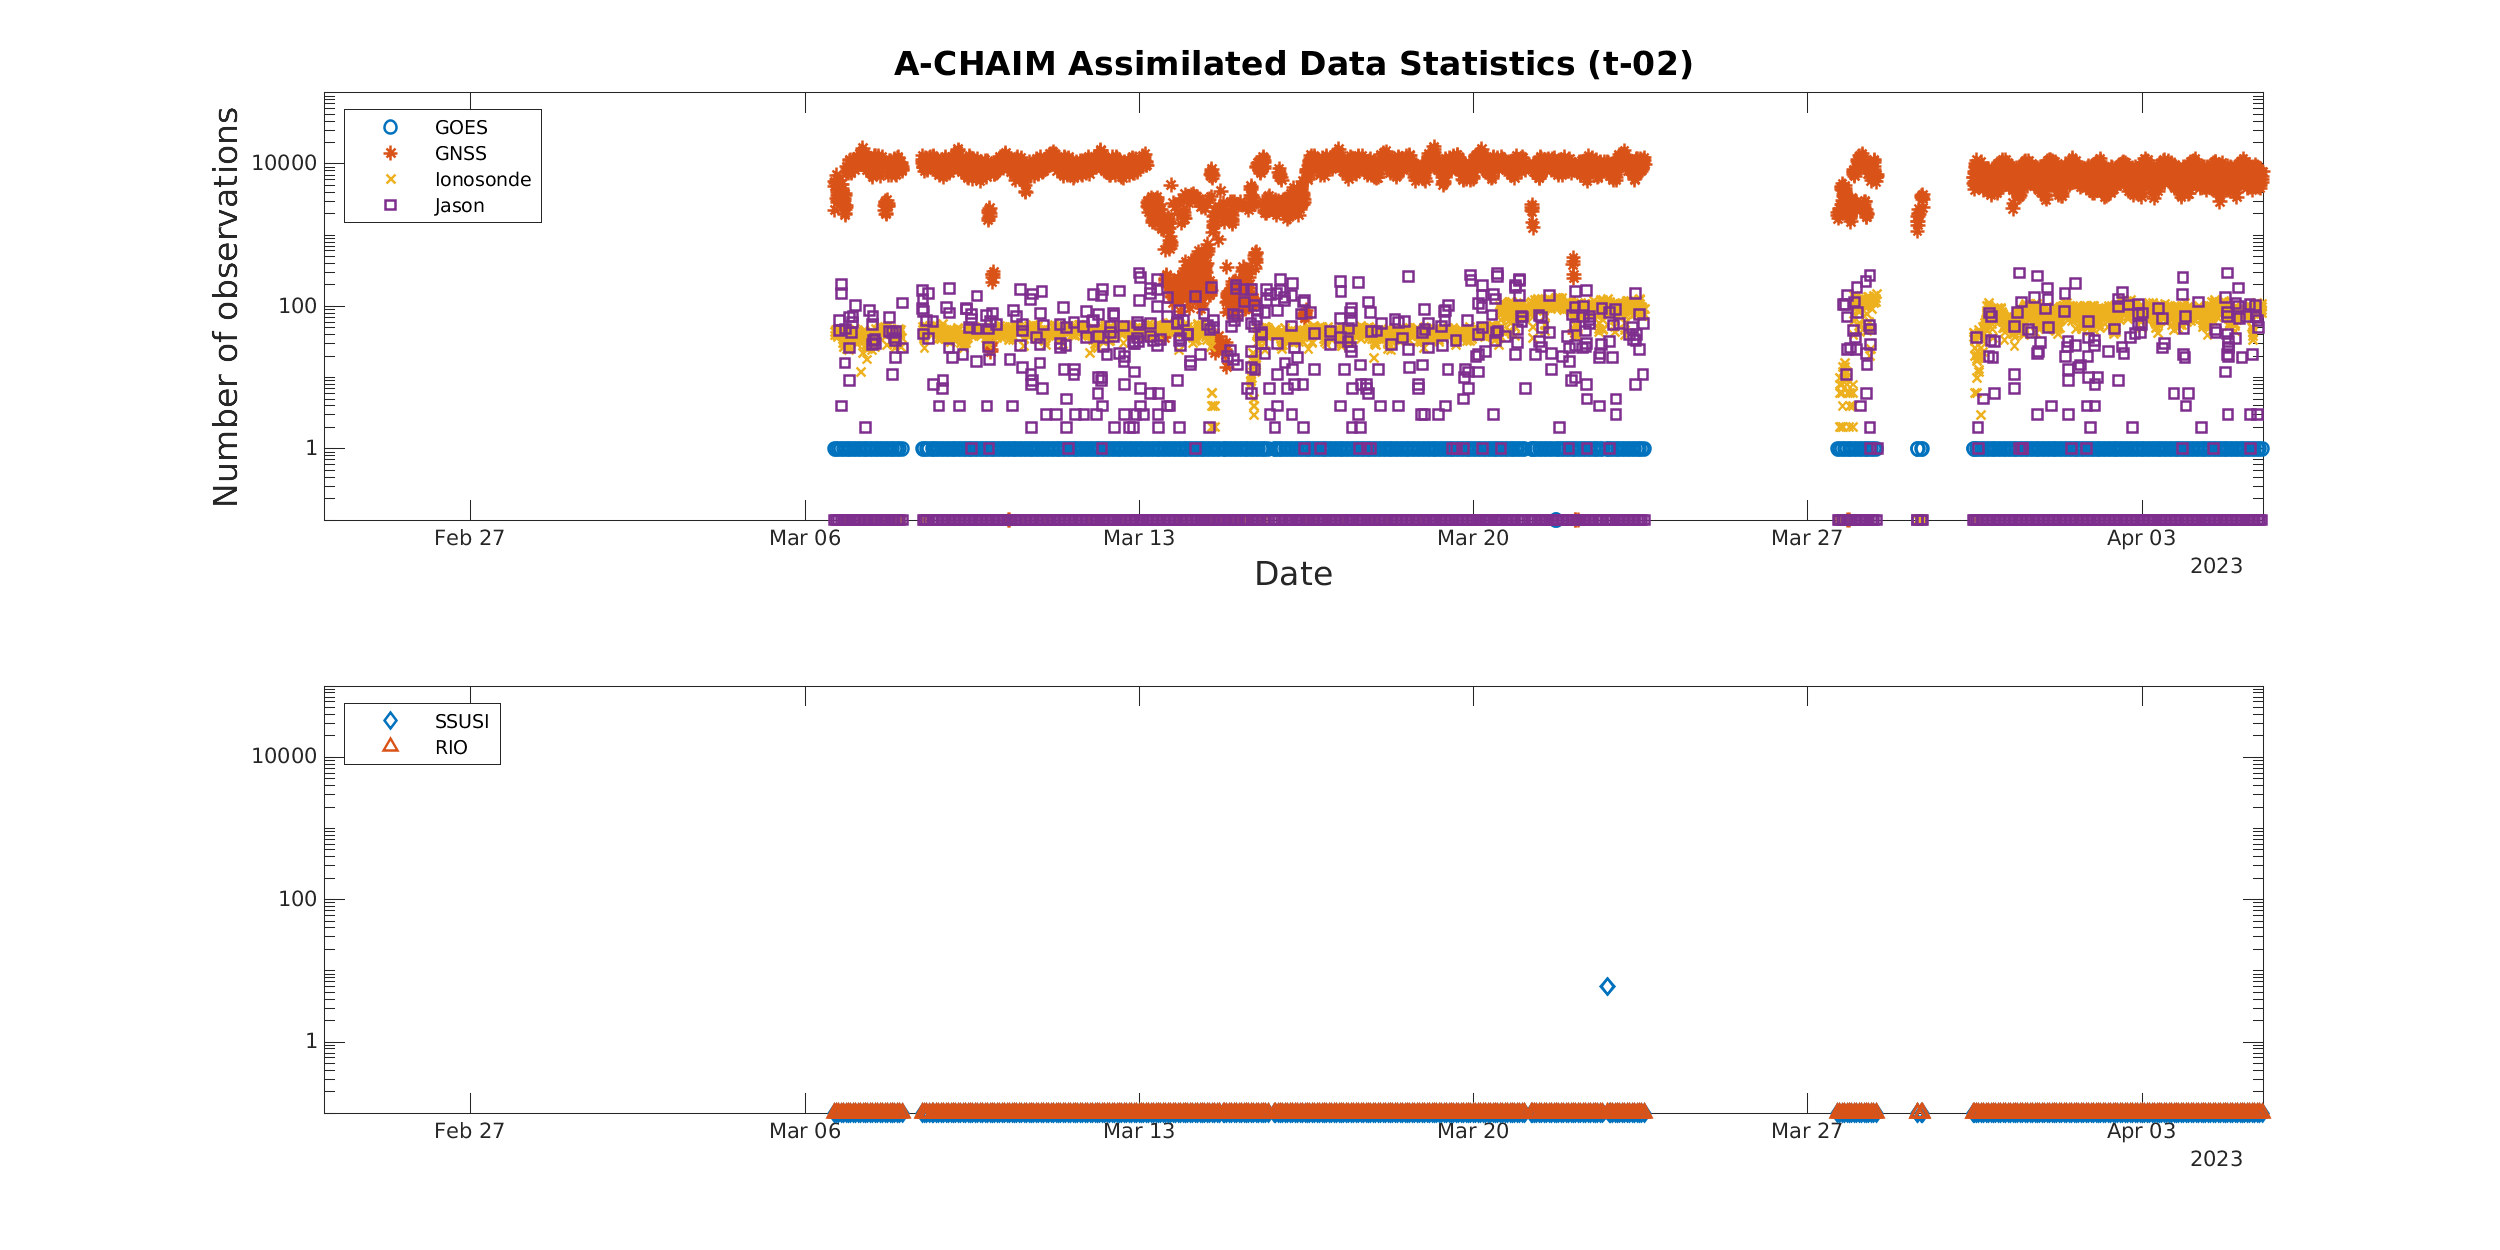 A-CHAIM Assimilated Data Statistics (t-02)
Number of observations
10000
100
1
GOES
GNSS
Ionosonde
Jason
Feb 27
Mar 06
Mar 13
Mar 20
Mar 27
Apr 03
2023
Date
10000
100
1
SSUSI
RIO
Feb 27
Mar 06
Mar 13
Mar 20
Mar 27
Apr 03
2023